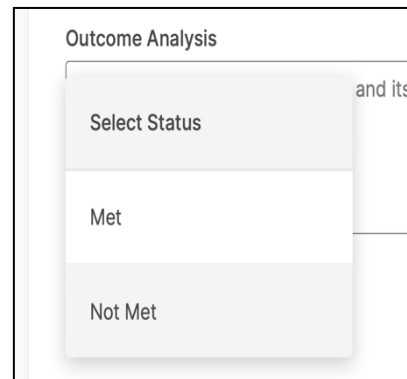 Outcome Analysis
and its
Select Status
Met
Not Met